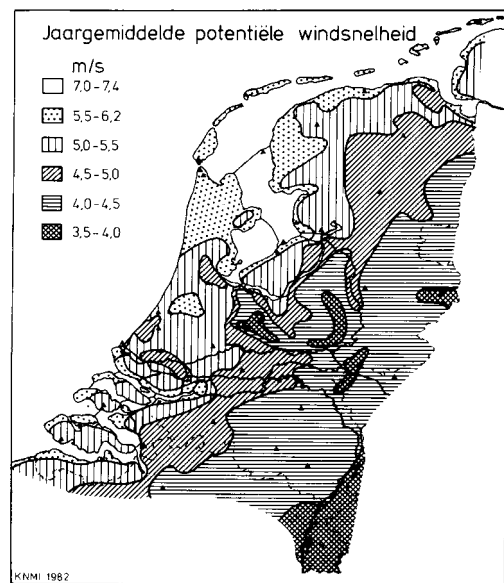 Jaargemiddelde potentiële windsnelheid
m/s
7,0-7,4
5,5-6,2
5,0-5,5
4,5-5,0
4,0-4,5
3,5-4,0
KNMI 1982